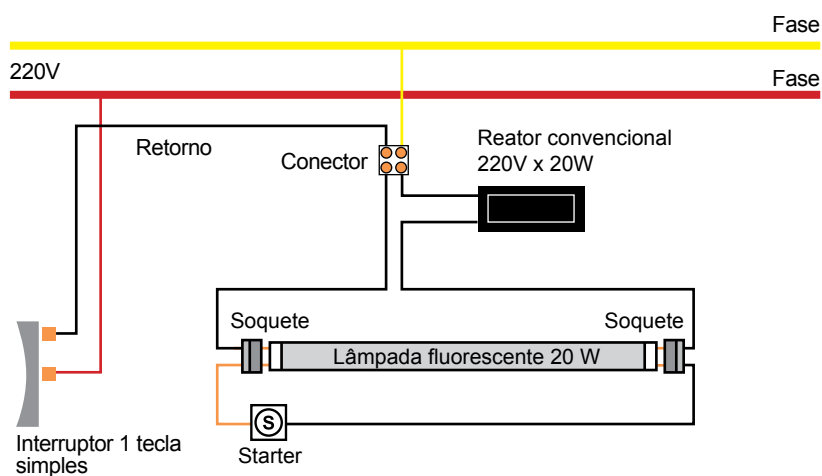 Fase
220V
Fase
Retorno
Conector
Reator convencional
220V x 20W
Soquete
Soquete
Lâmpada fluorescente 20 W
S
Starter
Interruptor 1 tecla
simples